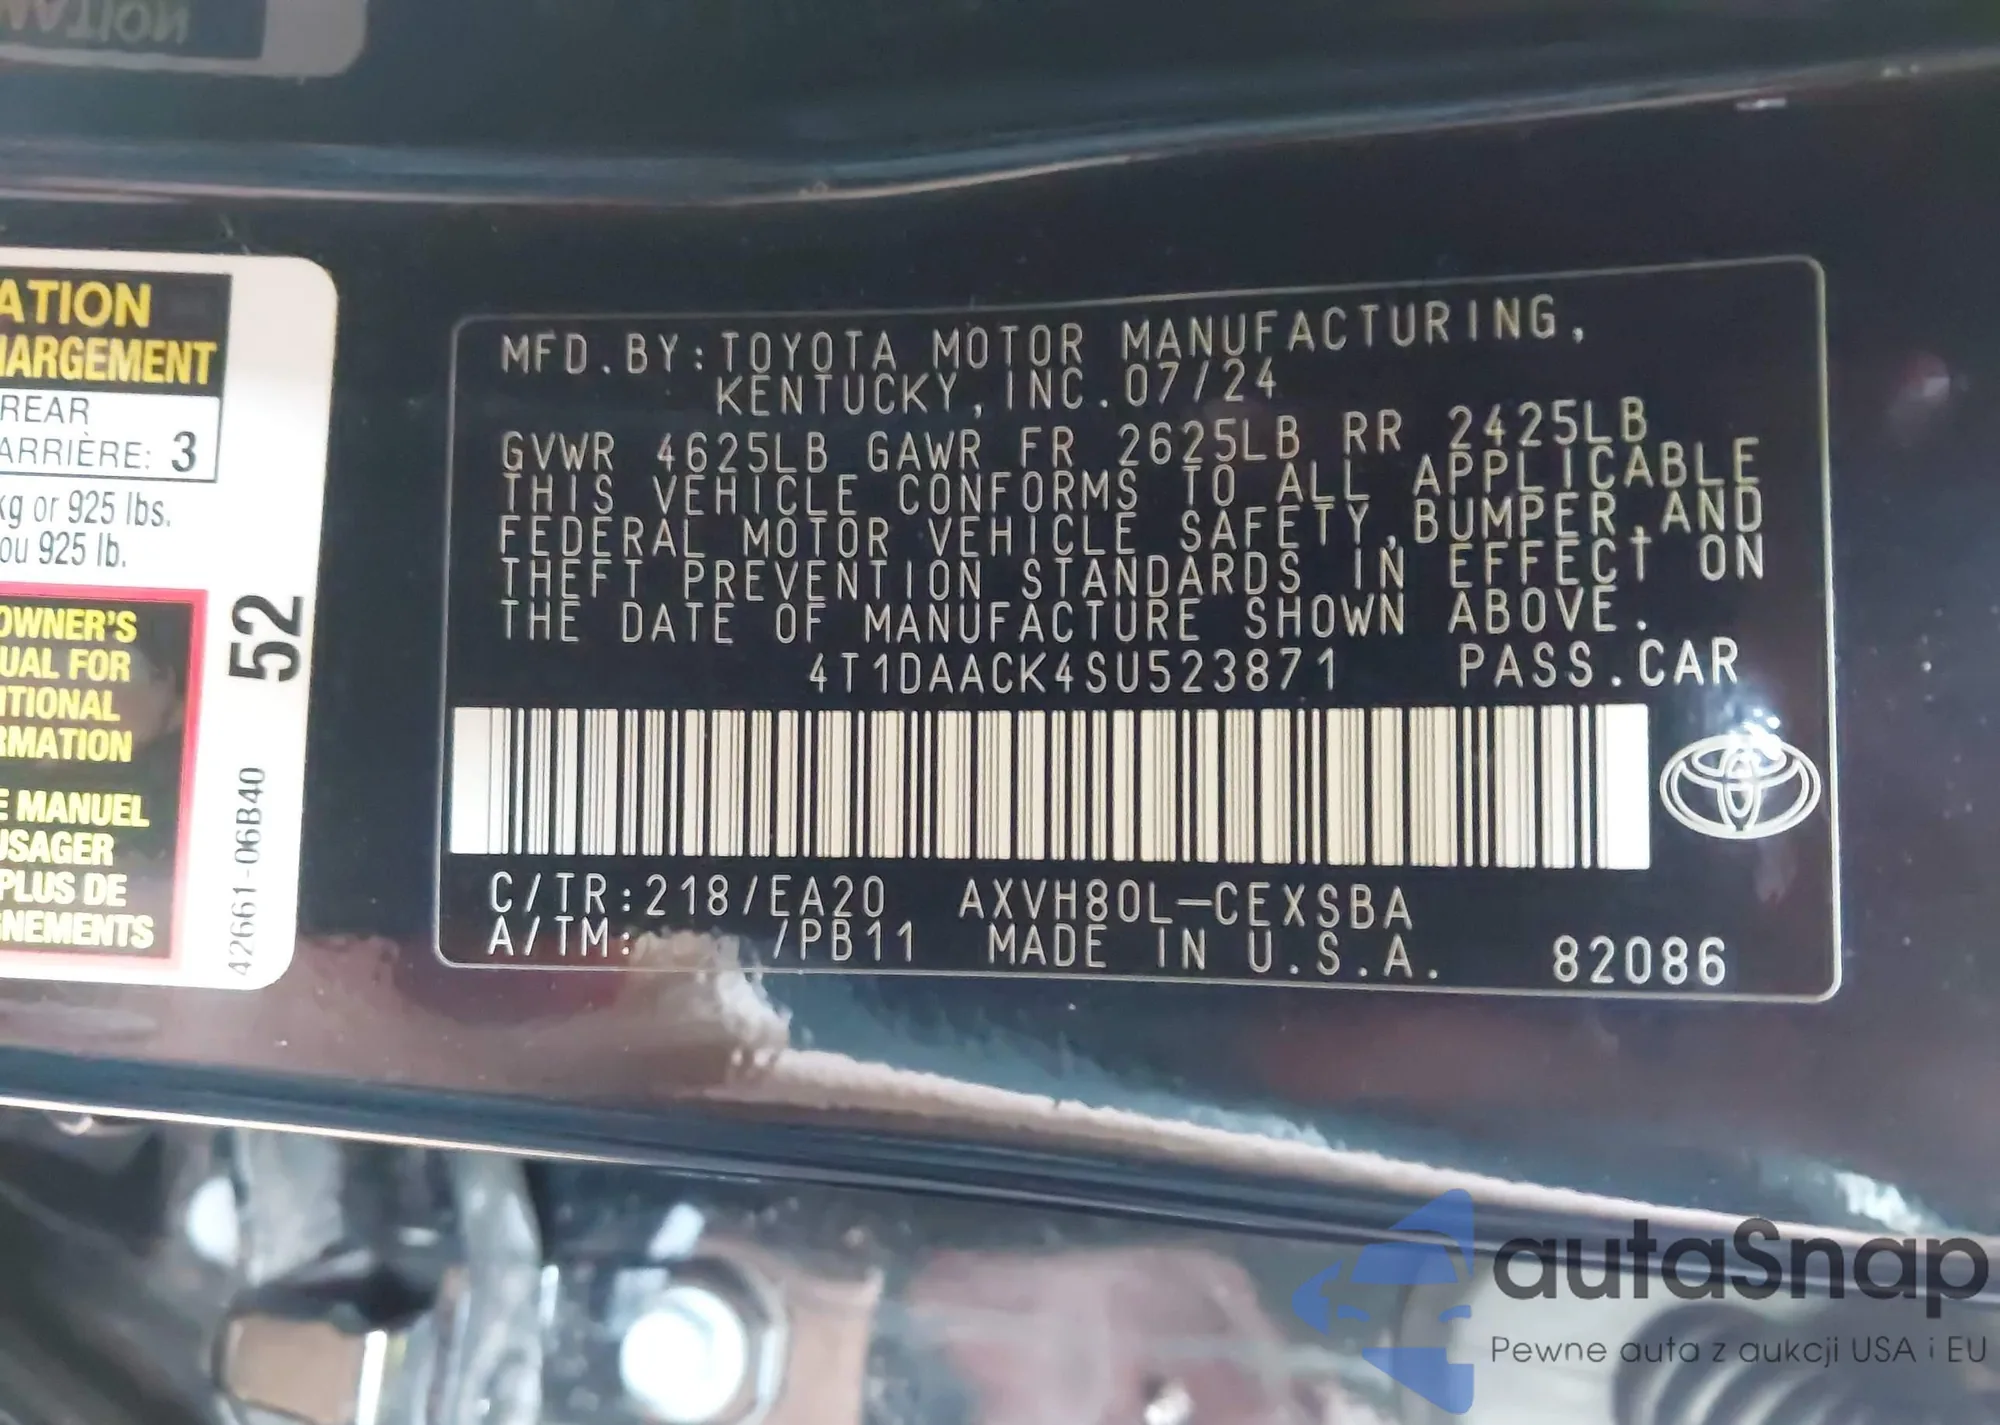 ATION
HARGEMENT
REAR
ARRIÈRE: 3
kg or 925 lbs.
ou 925 lb.
OWNER'S
UAL FOR
ITIONAL
RMATION
E MANUEL
USAGER
PLUS DE
GNEMENTS
52
42661-06B40
MFD.BY:TOYOTA MOTOR MANUFACTURING,
KENTUCKY,INC.07/24
GVWR 4625LB GAWR FR 2625LB RR 2425LB
THIS VEHICLE CONFORMS TO ALL APPLICABLE
FEDERAL MOTOR VEHICLE SAFETY,BUMPER,AND
THEFT PREVENTION STANDARDS IN EFFECT ON
THE DATE OF MANUFACTURE SHOWN ABOVE.
4T1DAACK4SU523871 PASS.CAR
C/TR:218/EA20 AXVH80L-CEXSBA
A/TM: /PB11 MADE IN U.S.A. 82086
autaSnap
Pewne auta z aukcji USA i EU